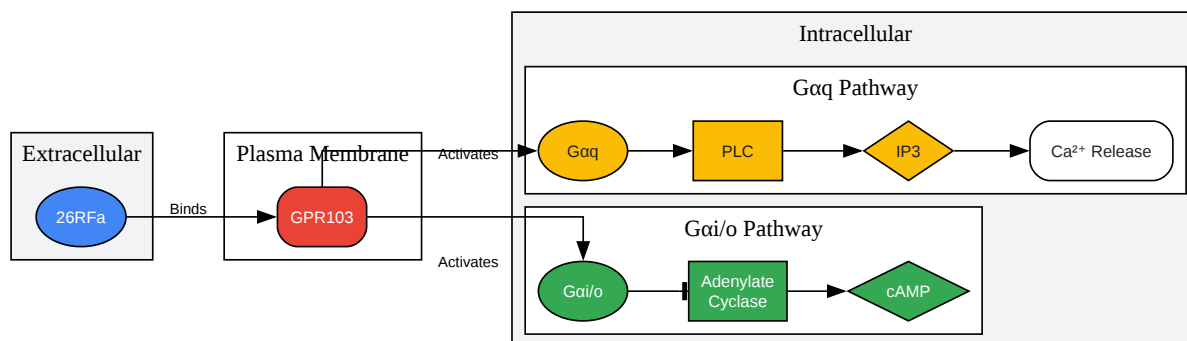 Intracellular
Gαq Pathway
Extracellular
Plasma Membrane
Activates
Gαq
PLC
IP3
Ca²⁺ Release
26RFa
Binds
GPR103
Gαi/o Pathway
Activates
Gαi/o
Adenylate
Cyclase
cAMP